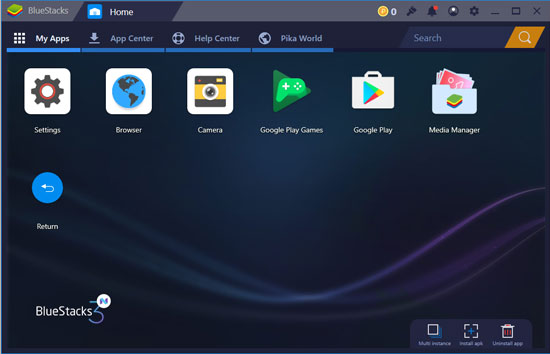 BlueStacks
Home
P 0
My Apps
App Center
Help Center
Pika World
Search
Settings
Browser
Camera
Google Play Games
Google Play
Media Manager
Return
BlueStacks 3 N
Multi instance
Install apk
Uninstall app